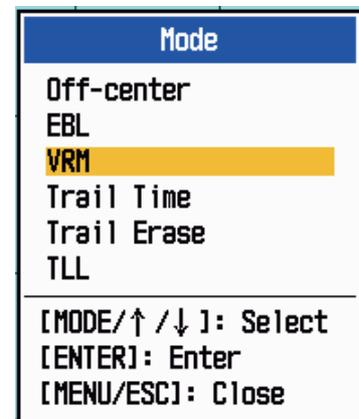 Mode
Off-center
EBL
VRM
Trail Time
Trail Erase
TLL
[MODE/↑/↓]: Select
[ENTER]: Enter
[MENU/ESC]: Close